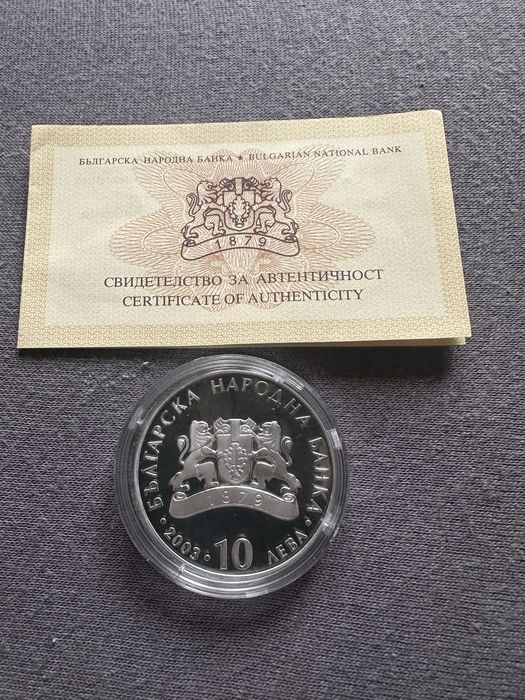 БЪЛГАРСКА НАРОДНА БАНКА ★ BULGARIAN NATIONAL BANK
1879
СВИДЕТЕЛСТВО ЗА АВТЕНТИЧНОСТ
CERTIFICATE OF AUTHENTICITY
БЪЛГАРСКА НАРОДНА БАНКА
1879
• 2003 • 10 ЛЕВА •